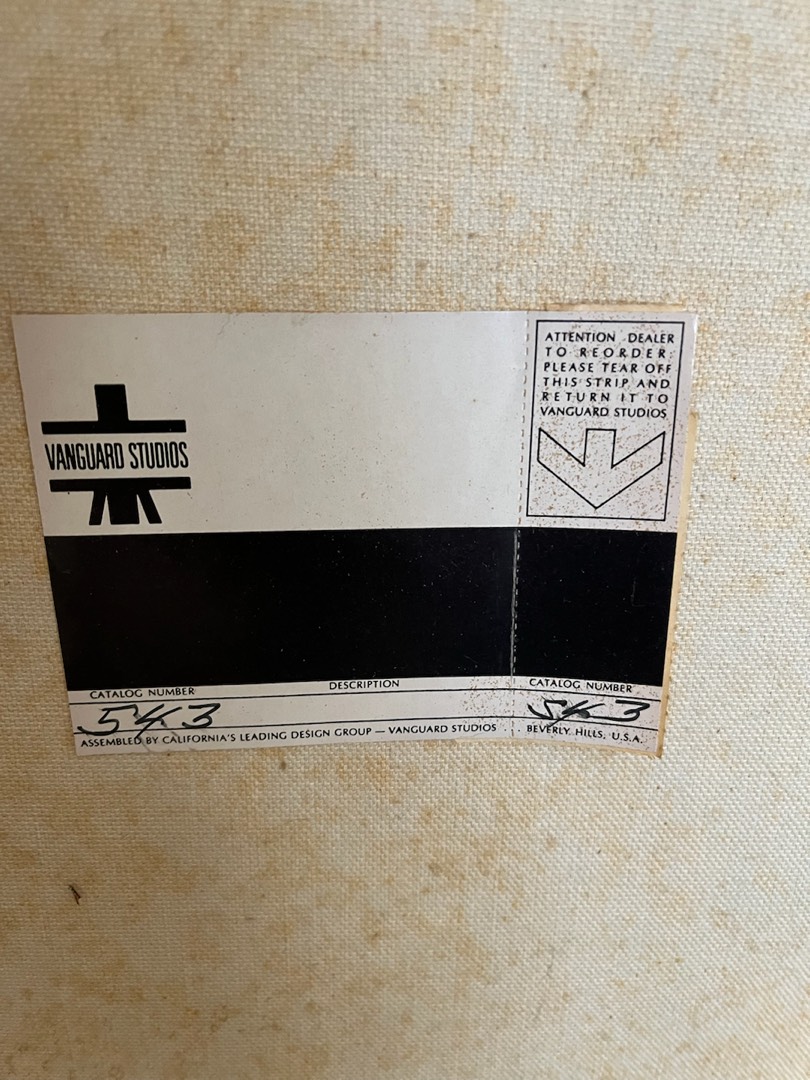 VANGUARD STUDIOS
ATTENTION DEALER
TO REORDER:
PLEASE TEAR OFF
THIS STRIP AND
RETURN IT TO
VANGUARD STUDIOS
CATALOG NUMBER
DESCRIPTION
CATALOG NUMBER
543
543
ASSEMBLED BY CALIFORNIA'S LEADING DESIGN GROUP — VANGUARD STUDIOS
BEVERLY HILLS, U.S.A.